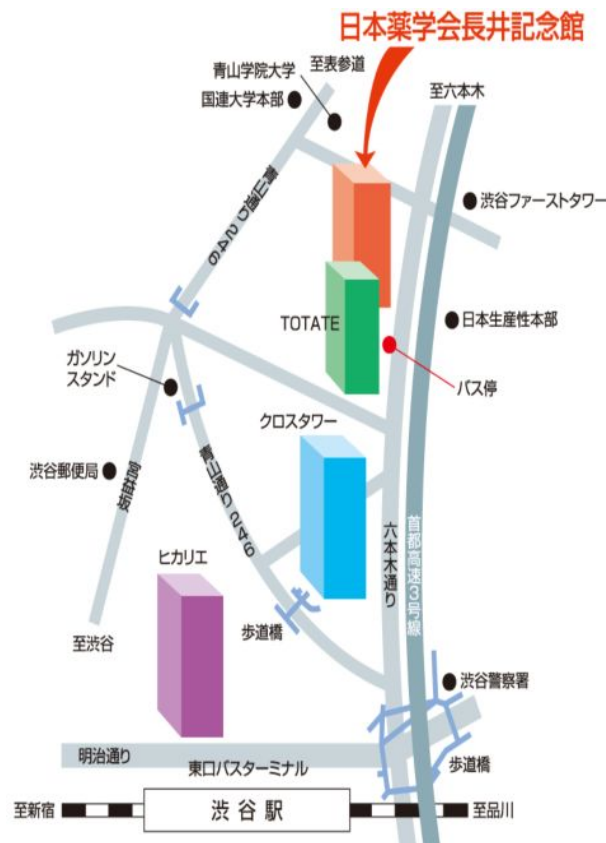 日本薬学会長井記念館
青山学院大学
至表参道
国連大学本部
至六本木
青山通り246
渋谷ファーストタワー
TOTATE
日本生産性本部
ガソリン
スタンド
バス停
クロスタワー
渋谷郵便局
宮益坂
青山通り246
六本木通り
首都高速3号線
ヒカリエ
歩道橋
至渋谷
渋谷警察署
明治通り
東口バスターミナル
歩道橋
至新宿
渋谷駅
至品川